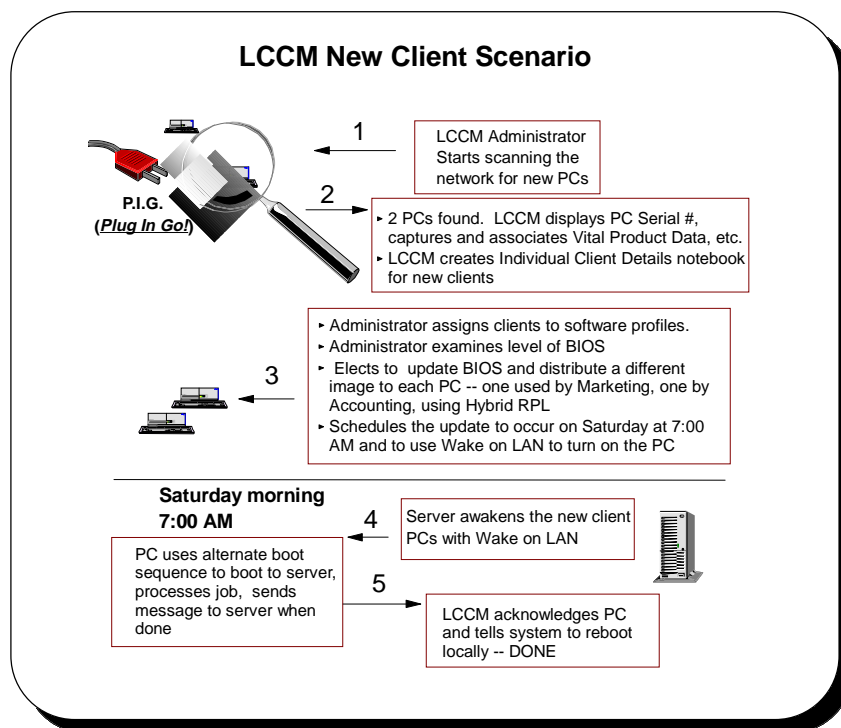 LCCM New Client Scenario
1
LCCM Administrator
Starts scanning the
network for new PCs
P.I.G.
(Plug In Go!)
2
‣ 2 PCs found. LCCM displays PC Serial #,
captures and associates Vital Product Data, etc.
‣ LCCM creates Individual Client Details notebook
for new clients
3
‣ Administrator assigns clients to software profiles.
‣ Administrator examines level of BIOS
‣ Elects to update BIOS and distribute a different
image to each PC -- one used by Marketing, one by
Accounting, using Hybrid RPL
‣ Schedules the update to occur on Saturday at 7:00
AM and to use Wake on LAN to turn on the PC
Saturday morning
7:00 AM
4
Server awakens the new client
PCs with Wake on LAN
PC uses alternate boot
sequence to boot to server,
processes job, sends
message to server when
done
5
LCCM acknowledges PC
and tells system to reboot
locally -- DONE